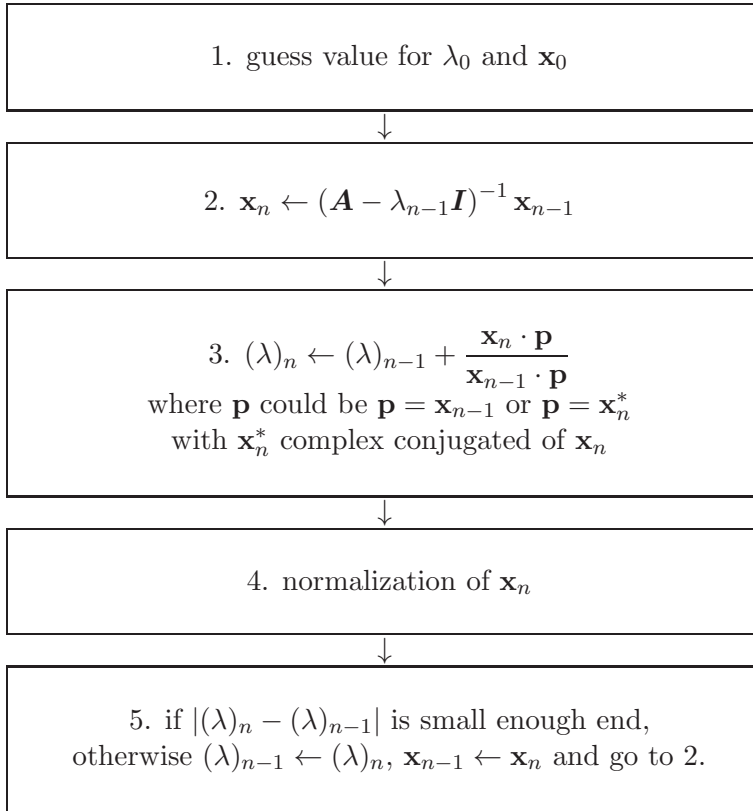 1. guess value for λ₀ and x₀
↓
2. xₙ ← (A − λₙ₋₁I)⁻¹ xₙ₋₁
↓
3. (λ)ₙ ← (λ)ₙ₋₁ + (xₙ · p)/(xₙ₋₁ · p)
where p could be p = xₙ₋₁ or p = xₙ*
with xₙ* complex conjugated of xₙ
↓
4. normalization of xₙ
↓
5. if |(λ)ₙ − (λ)ₙ₋₁| is small enough end,
otherwise (λ)ₙ₋₁ ← (λ)ₙ, xₙ₋₁ ← xₙ and go to 2.